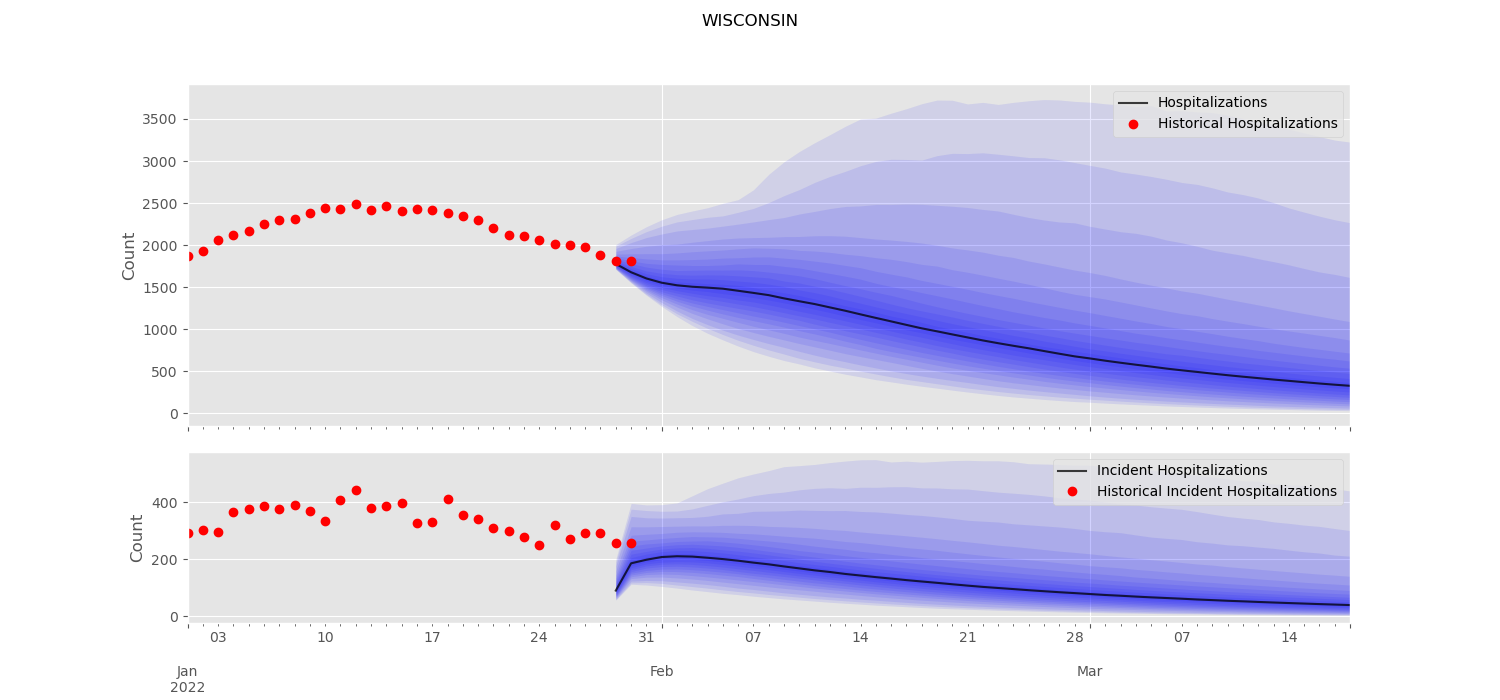 WISCONSIN
Hospitalizations
Historical Hospitalizations
Count
3500
3000
2500
2000
1500
1000
500
0
Incident Hospitalizations
Historical Incident Hospitalizations
Count
400
200
0
03 10 17 24 31 07 14 21 28 07 14
Jan Feb Mar
2022